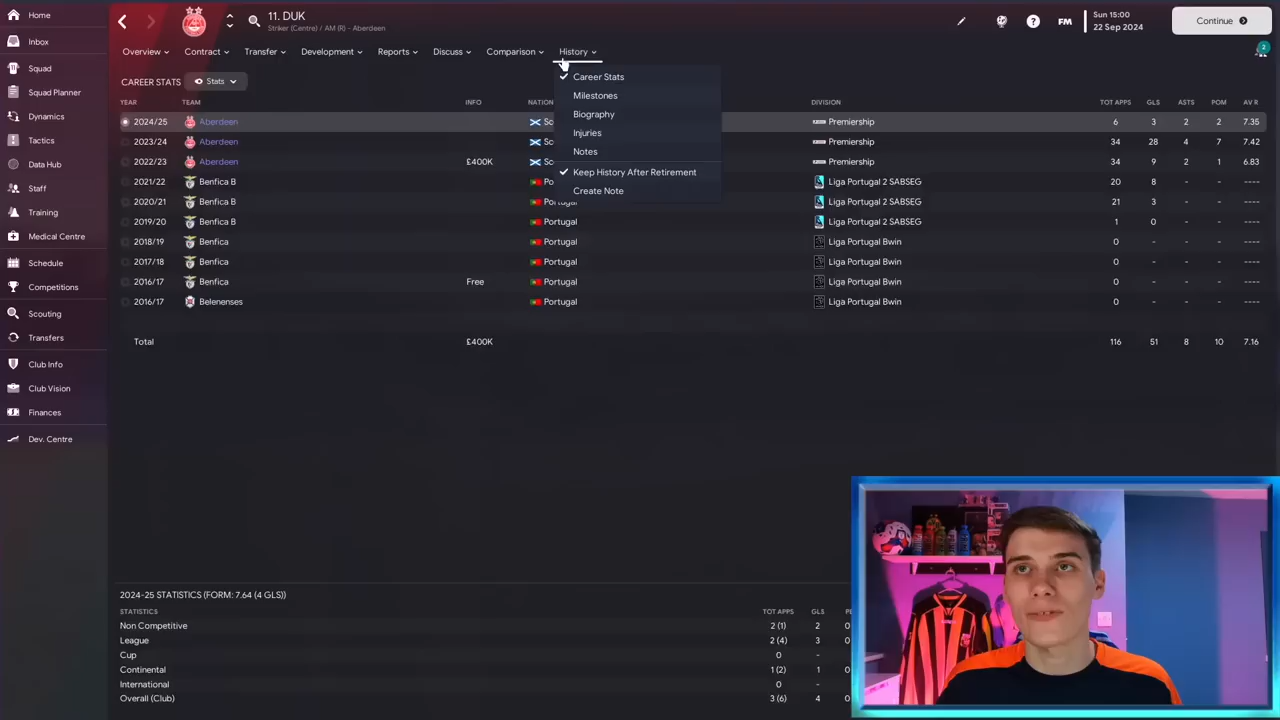 Home
Inbox
Squad
Squad Planner
Dynamics
Tactics
Data Hub
Staff
Training
Medical Centre
Schedule
Competitions
Scouting
Transfers
Club Info
Club Vision
Finances
Dev. Centre
11. DUK
Striker (Centre) / AM (R) - Aberdeen
FM
Sun 15:00
22 Sep 2024
Continue
2
Overview Contract Transfer Development Reports Discuss Comparison History
CAREER STATS Stats
Career Stats
Milestones
Biography
Injuries
Notes
Keep History After Retirement
Create Note
YEAR TEAM INFO NATION DIVISION TOT APPS GLS ASTS POM AV R
2024/25 Aberdeen Sc Premiership 6 3 2 2 7.35
2023/24 Aberdeen Sc Premiership 34 28 4 7 7.42
2022/23 Aberdeen £400K Sc Premiership 34 9 2 1 6.83
2021/22 Benfica B Po Liga Portugal 2 SABSEG 20 8 - - ----
2020/21 Benfica B Portugal Liga Portugal 2 SABSEG 21 3 - - ----
2019/20 Benfica B Portugal Liga Portugal 2 SABSEG 1 0 - - ----
2018/19 Benfica Portugal Liga Portugal Bwin 0 - - - ----
2017/18 Benfica Portugal Liga Portugal Bwin 0 - - - ----
2016/17 Benfica Free Portugal Liga Portugal Bwin 0 - - - ----
2016/17 Belenenses Portugal Liga Portugal Bwin 0 - - - ----
Total £400K 116 51 8 10 7.16
2024-25 STATISTICS (FORM: 7.64 (4 GLS))
STATISTICS TOT APPS GLS
Non Competitive 2 (1) 2 0
League 2 (4) 3 0
Cup 0 - -
Continental 1 (2) 1 0
International 0 - -
Overall (Club) 3 (6) 4 0